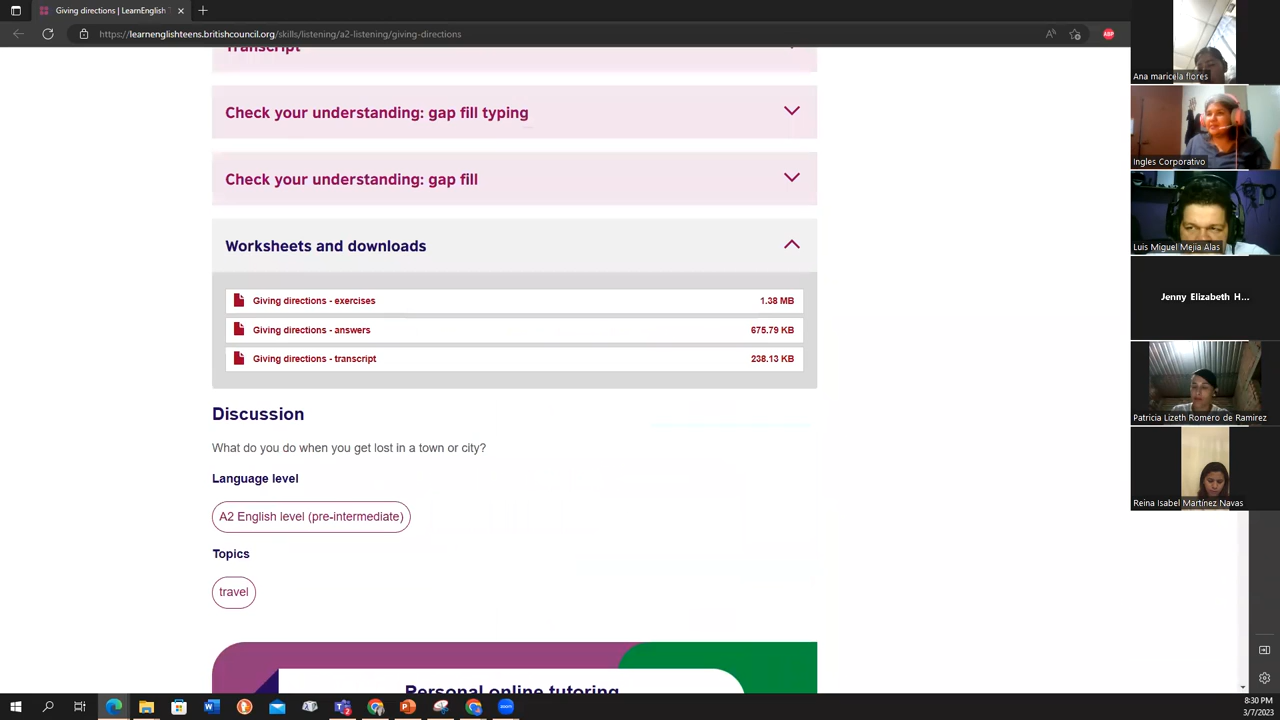 Giving directions | LearnEnglish T
https://learnenglishteens.britishcouncil.org/skills/listening/a2-listening/giving-directions
Transcript
Check your understanding: gap fill typing
Check your understanding: gap fill
Worksheets and downloads
Giving directions - exercises 1.38 MB
Giving directions - answers 675.79 KB
Giving directions - transcript 238.13 KB
Discussion
What do you do when you get lost in a town or city?
Language level
A2 English level (pre-intermediate)
Topics
travel
Personal online tutoring
Ana maricela flores
Ingles Corporativo
Luis Miguel Mejia Alas
Jenny Elizabeth H...
Patricia Lizeth Romero de Ramirez
Reina Isabel Martínez Navas
ABP
8:30 PM
3/7/2023